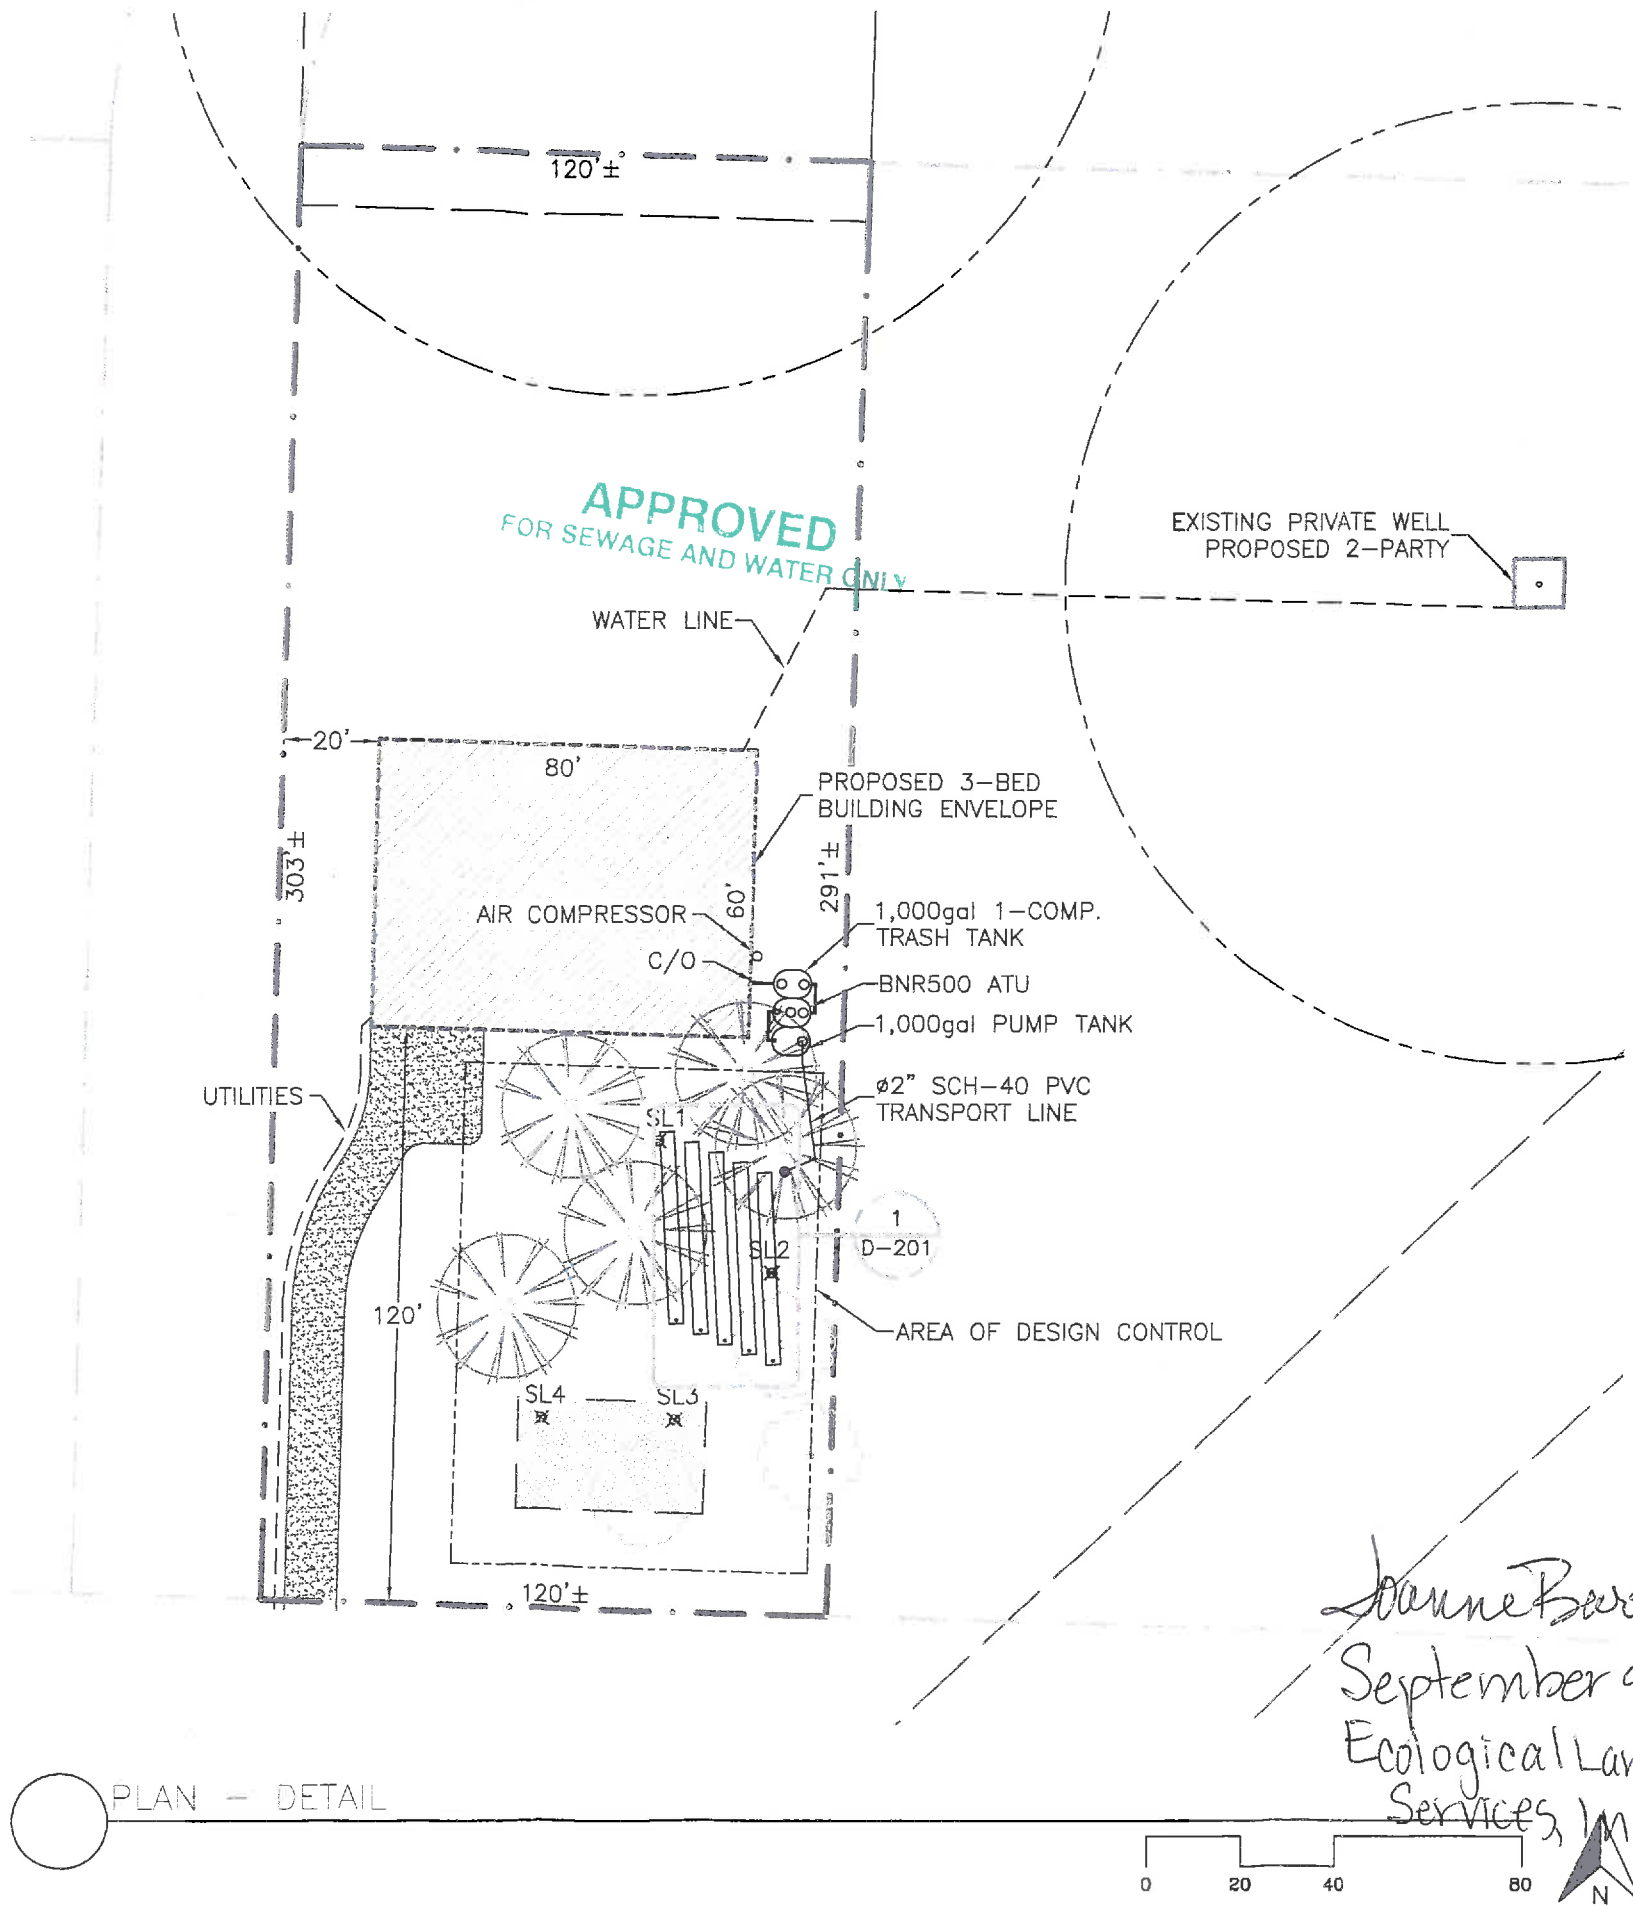 120'±
APPROVED
FOR SEWAGE AND WATER ONLY
EXISTING PRIVATE WELL
PROPOSED 2-PARTY
WATER LINE
20'
80'
PROPOSED 3-BED
BUILDING ENVELOPE
303'±
60'
291'±
AIR COMPRESSOR
1,000gal 1-COMP.
TRASH TANK
C/O
BNR500 ATU
1,000gal PUMP TANK
UTILITIES
ø2" SCH-40 PVC
TRANSPORT LINE
SL1
1
D-201
SL2
120'
AREA OF DESIGN CONTROL
SL4
SL3
120'±
Joanne
September
Ecological
Services,
PLAN - DETAIL
0 20 40 80
N